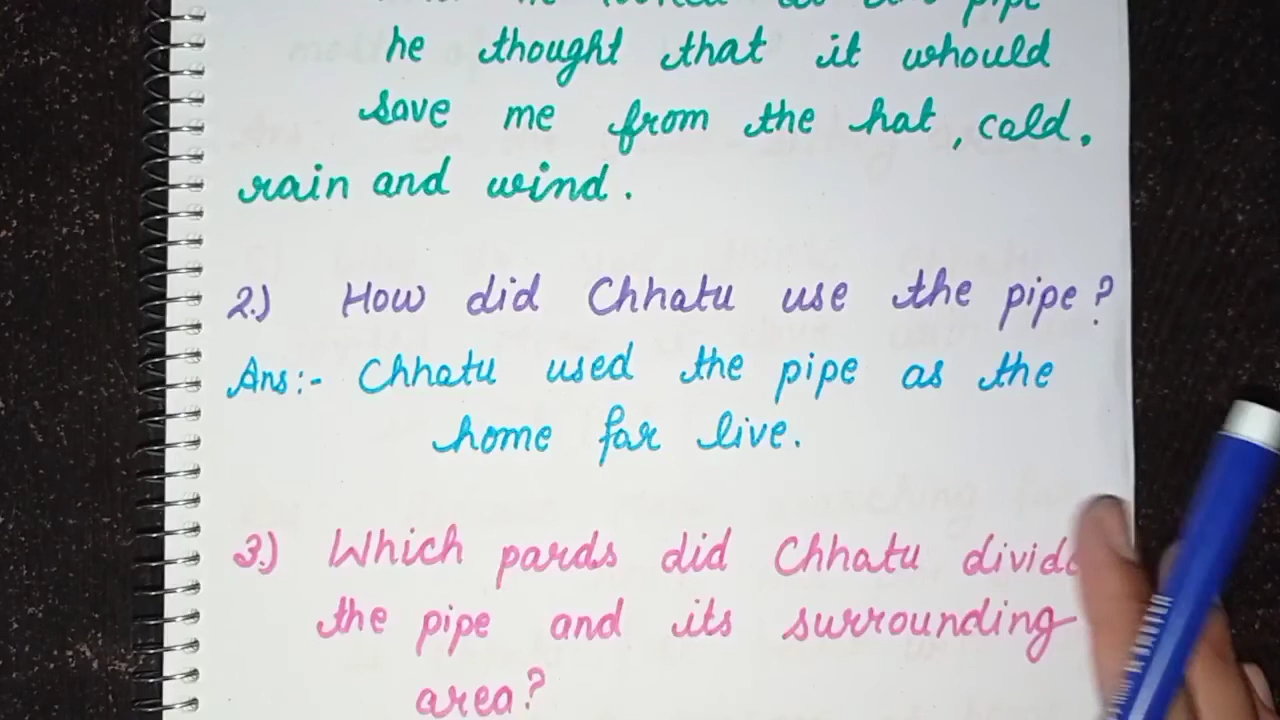 pipe
he thought that it whould
save me from the hat, cald,
rain and wind.
2.) How did Chhatu use the pipe?
Ans:- Chhatu used the pipe as the
home far live.
3.) Which pards did Chhatu divide
the pipe and its surrounding
area?